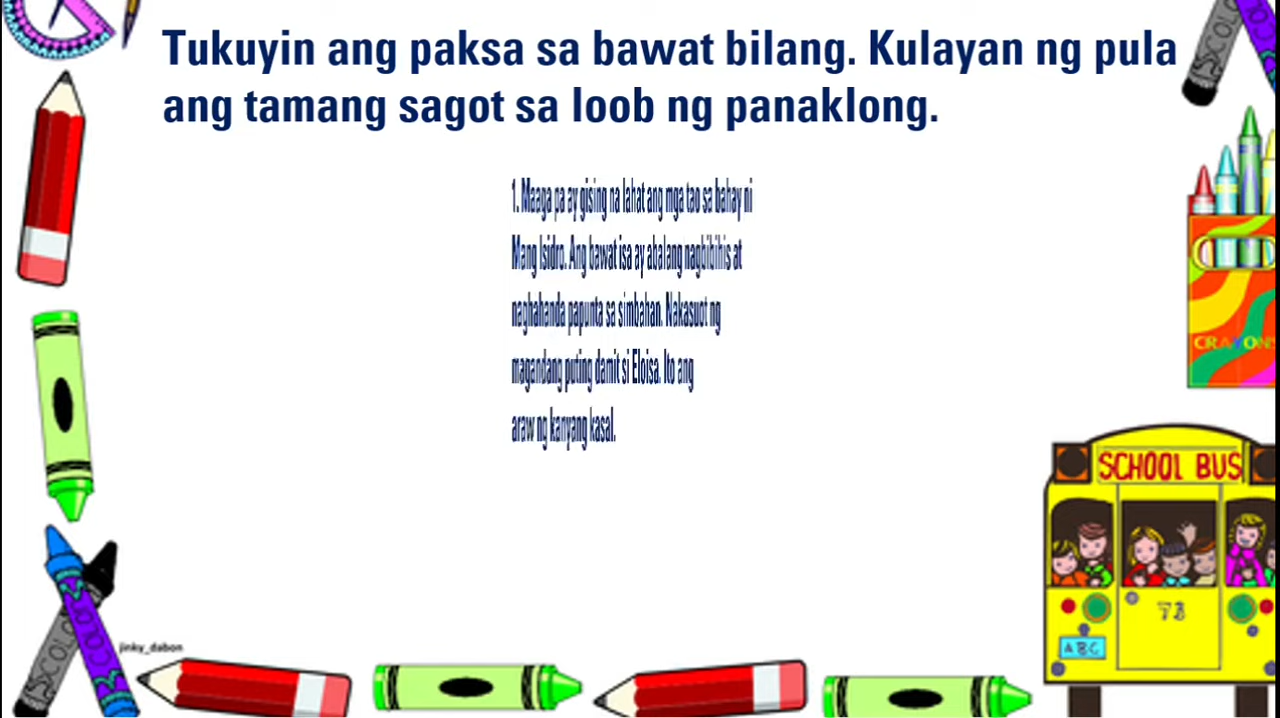 Tukuyin ang paksa sa bawat bilang. Kulayan ng pula
ang tamang sagot sa loob ng panaklong.
1. Maaga pa ay gising na lahat ang mga tao sa bahay ni
Mang Isidro. Ang bawat isa ay abalang nagbibihis at
naghahanda papunta sa simbahan. Nakasuot ng
magandang puting damit si Eloisa. Ito ang
araw ng kanyang kasal.
CRAYONS
SCHOOL BUS
73
ABC
jinky_dabon